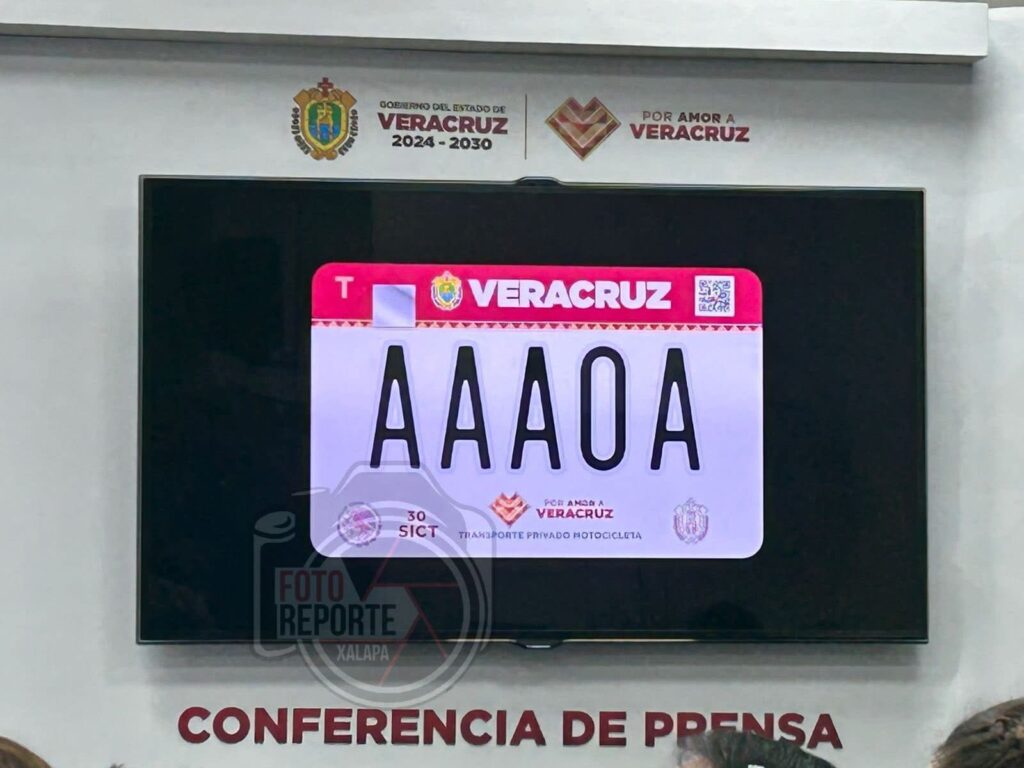 GOBIERNO DEL ESTADO DE
VERACRUZ
2024 - 2030
POR AMOR A
VERACRUZ
T
VERACRUZ
AAA0A
30
SICT
POR AMOR A
VERACRUZ
TRANSPORTE PRIVADO MOTOCICLETA
FOTO
REPORTE
XALAPA
CONFERENCIA DE PRENSA